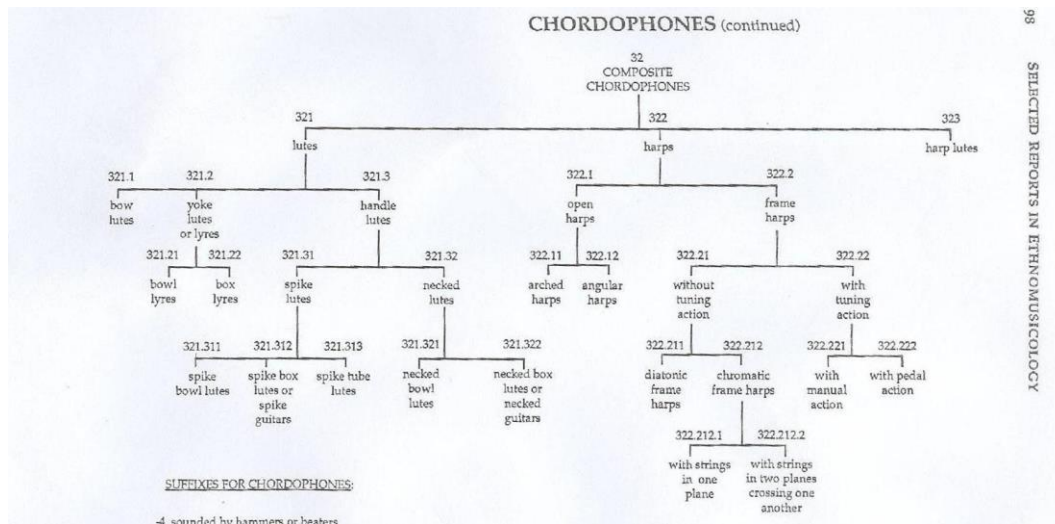 CHORDOPHONES (continued)
98 SELECTED REPORTS IN ETHNOMUSICOLOGY
32
COMPOSITE
CHORDOPHONES
321
lutes
322
harps
323
harp lutes
321.1
bow
lutes
321.2
yoke
lutes
or lyres
321.3
handle
lutes
322.1
open
harps
322.2
frame
harps
321.21
bowl
lyres
321.22
box
lyres
321.31
spike
lutes
321.32
necked
lutes
322.11
arched
harps
322.12
angular
harps
322.21
without
tuning
action
322.22
with
tuning
action
321.311
spike
bowl lutes
321.312
spike box
lutes or
spike
guitars
321.313
spike tube
lutes
321.321
necked
bowl
lutes
321.322
necked box
lutes or
necked
guitars
322.211
diatonic
frame
harps
322.212
chromatic
frame harps
322.221
with
manual
action
322.222
with pedal
action
322.212.1
with strings
in one
plane
322.212.2
with strings
in two planes
crossing one
another
SUFFIXES FOR CHORDOPHONES:
-4 sounded by hammers or beaters